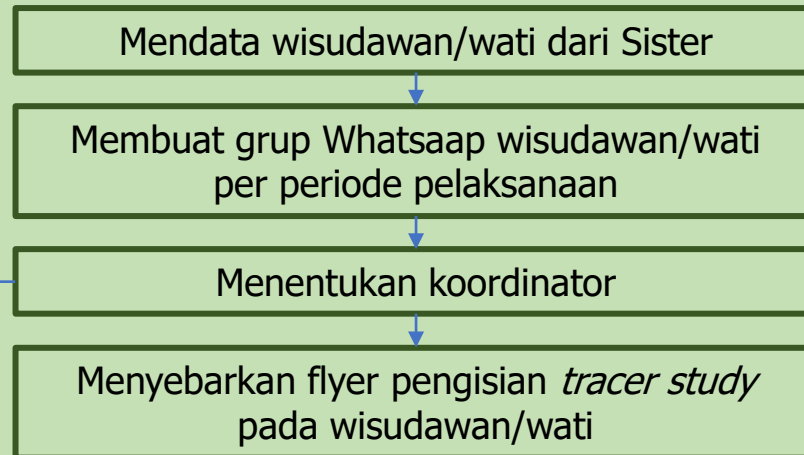 Mendata wisudawan/wati dari Sister
Membuat grup Whatsaap wisudawan/wati
per periode pelaksanaan
Menentukan koordinator
Menyebarkan flyer pengisian tracer study
pada wisudawan/wati